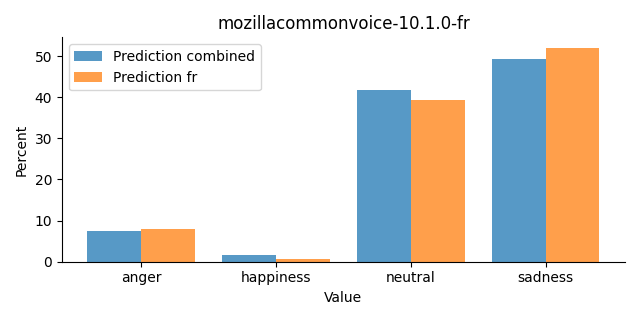 mozillacommonvoice-10.1.0-fr
Prediction combined
Prediction fr
Percent
50
40
30
20
10
0
anger
happiness
neutral
sadness
Value